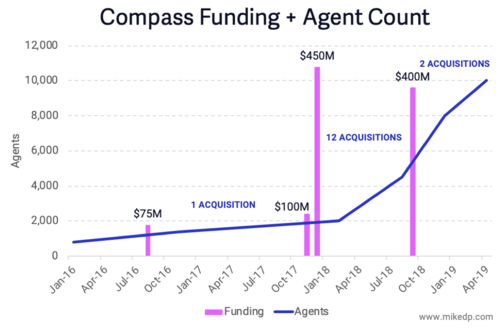 Compass Funding + Agent Count
12,000
10,000
8,000
6,000
4,000
2,000
0
Agents
$450M
2 ACQUISITIONS
$400M
12 ACQUISITIONS
1 ACQUISITION
$75M
$100M
Jan-16
Apr-16
Jul-16
Oct-16
Jan-17
Apr-17
Jul-17
Oct-17
Jan-18
Apr-18
Jul-18
Oct-18
Jan-19
Apr-19
Funding
Agents
www.mikedp.com